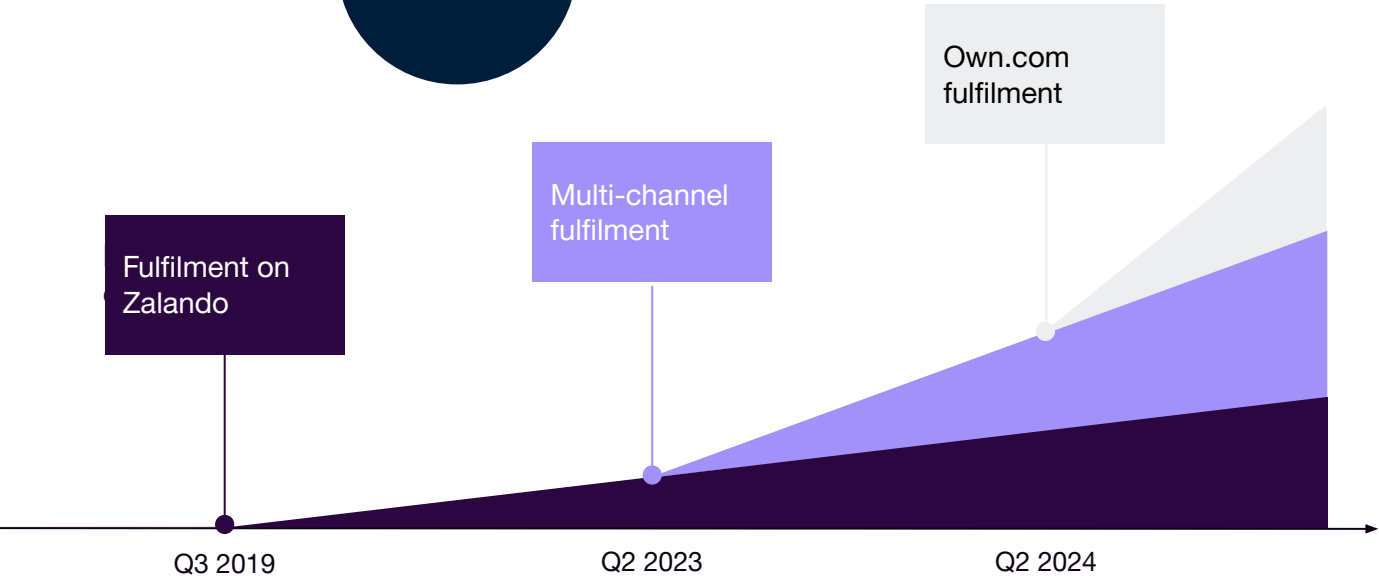 Own.com
fulfilment
Multi-channel
fulfilment
Fulfilment on
Zalando
Q3 2019
Q2 2023
Q2 2024